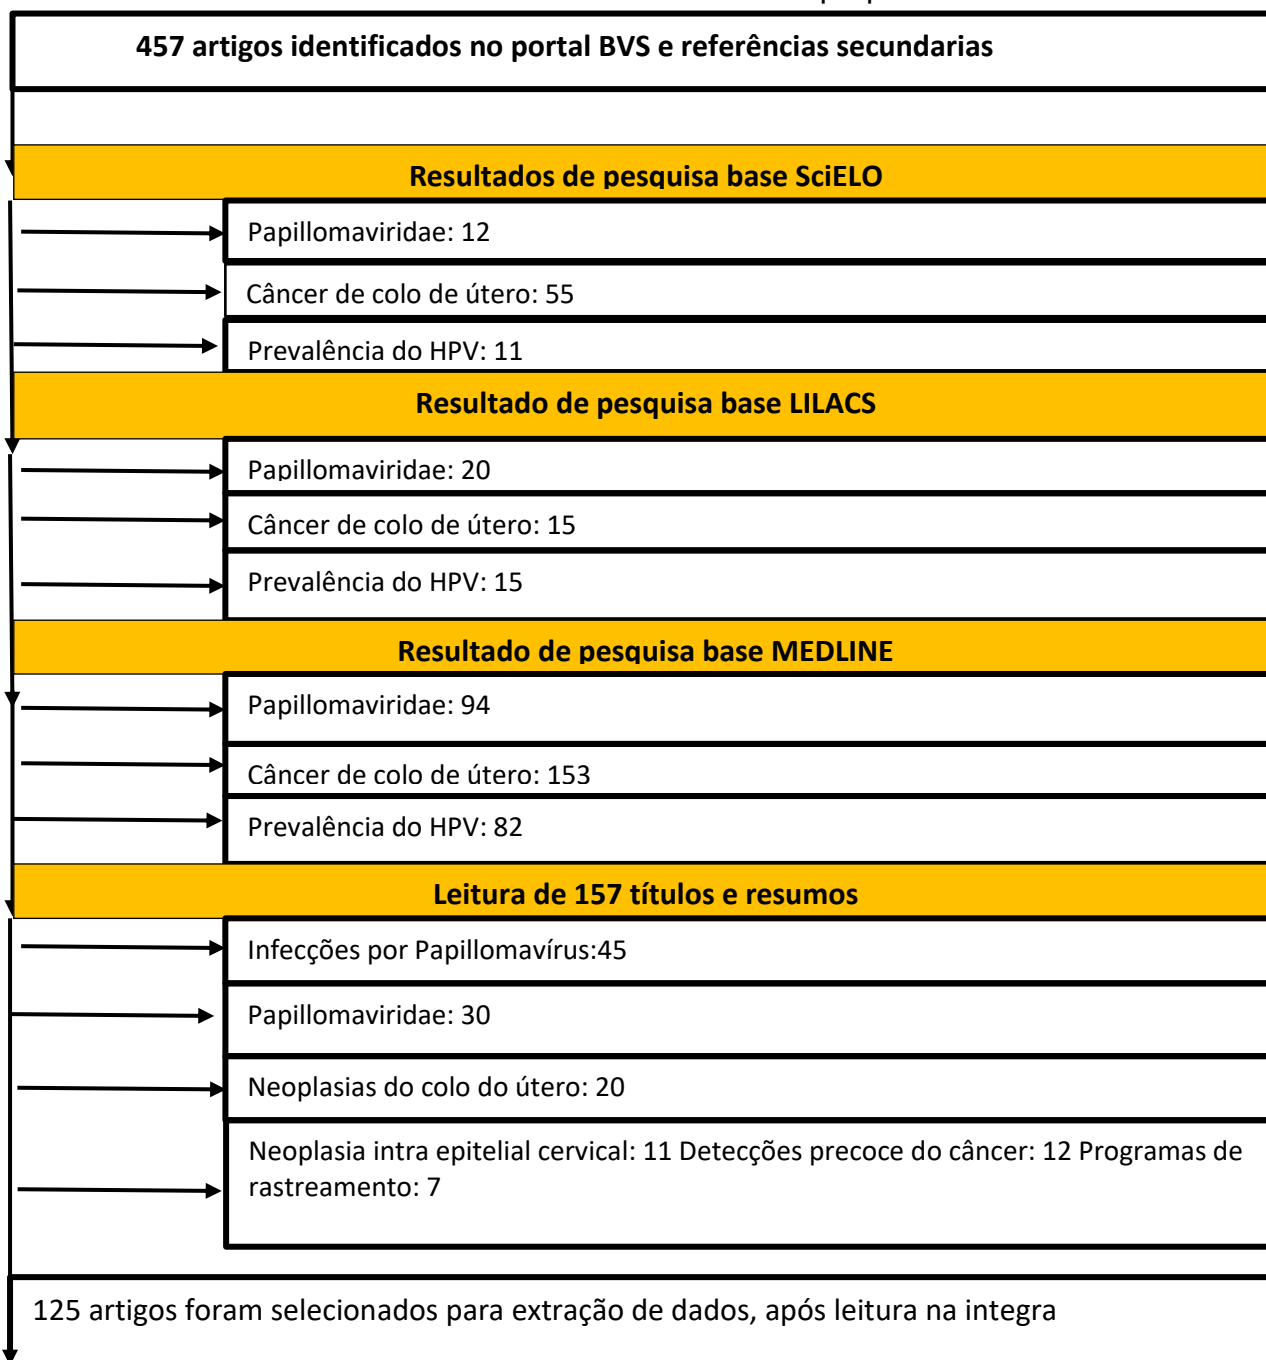 457 artigos identificados no portal BVS e referências secundarias
Resultados de pesquisa base SciELO
Papillomaviridae: 12
Câncer de colo de útero: 55
Prevalência do HPV: 11
Resultado de pesquisa base LILACS
Papillomaviridae: 20
Câncer de colo de útero: 15
Prevalência do HPV: 15
Resultado de pesquisa base MEDLINE
Papillomaviridae: 94
Câncer de colo de útero: 153
Prevalência do HPV: 82
Leitura de 157 títulos e resumos
Infecções por Papillomavírus:45
Papillomaviridae: 30
Neoplasias do colo do útero: 20
Neoplasia intra epitelial cervical: 11 Detecções precoce do câncer: 12 Programas de
rastreamento: 7
125 artigos foram selecionados para extração de dados, após leitura na integra